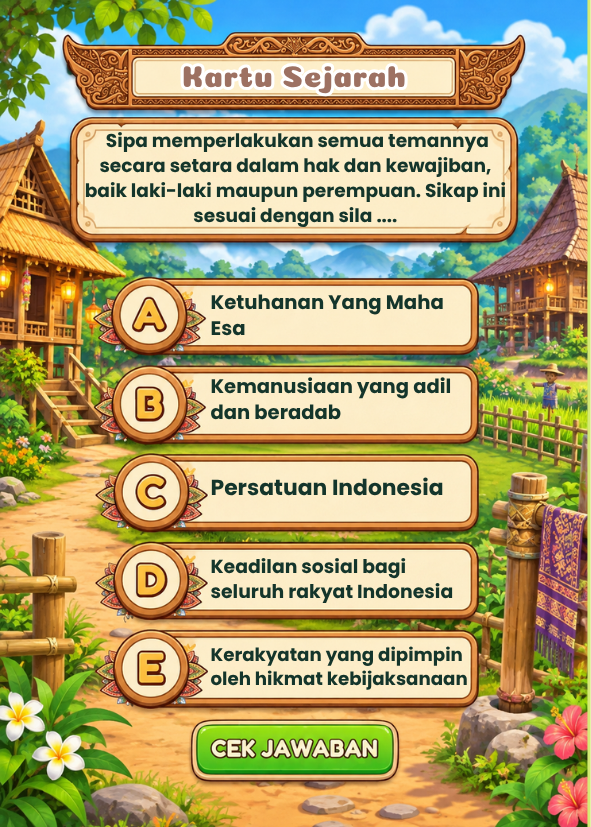 Kartu Sejarah
Sipa memperlakukan semua temannya
secara setara dalam hak dan kewajiban,
baik laki-laki maupun perempuan. Sikap ini
sesuai dengan sila ....
A
Ketuhanan Yang Maha
Esa
B
Kemanusiaan yang adil
dan beradab
C
Persatuan Indonesia
D
Keadilan sosial bagi
seluruh rakyat Indonesia
E
Kerakyatan yang dipimpin
oleh hikmat kebijaksanaan
CEK JAWABAN